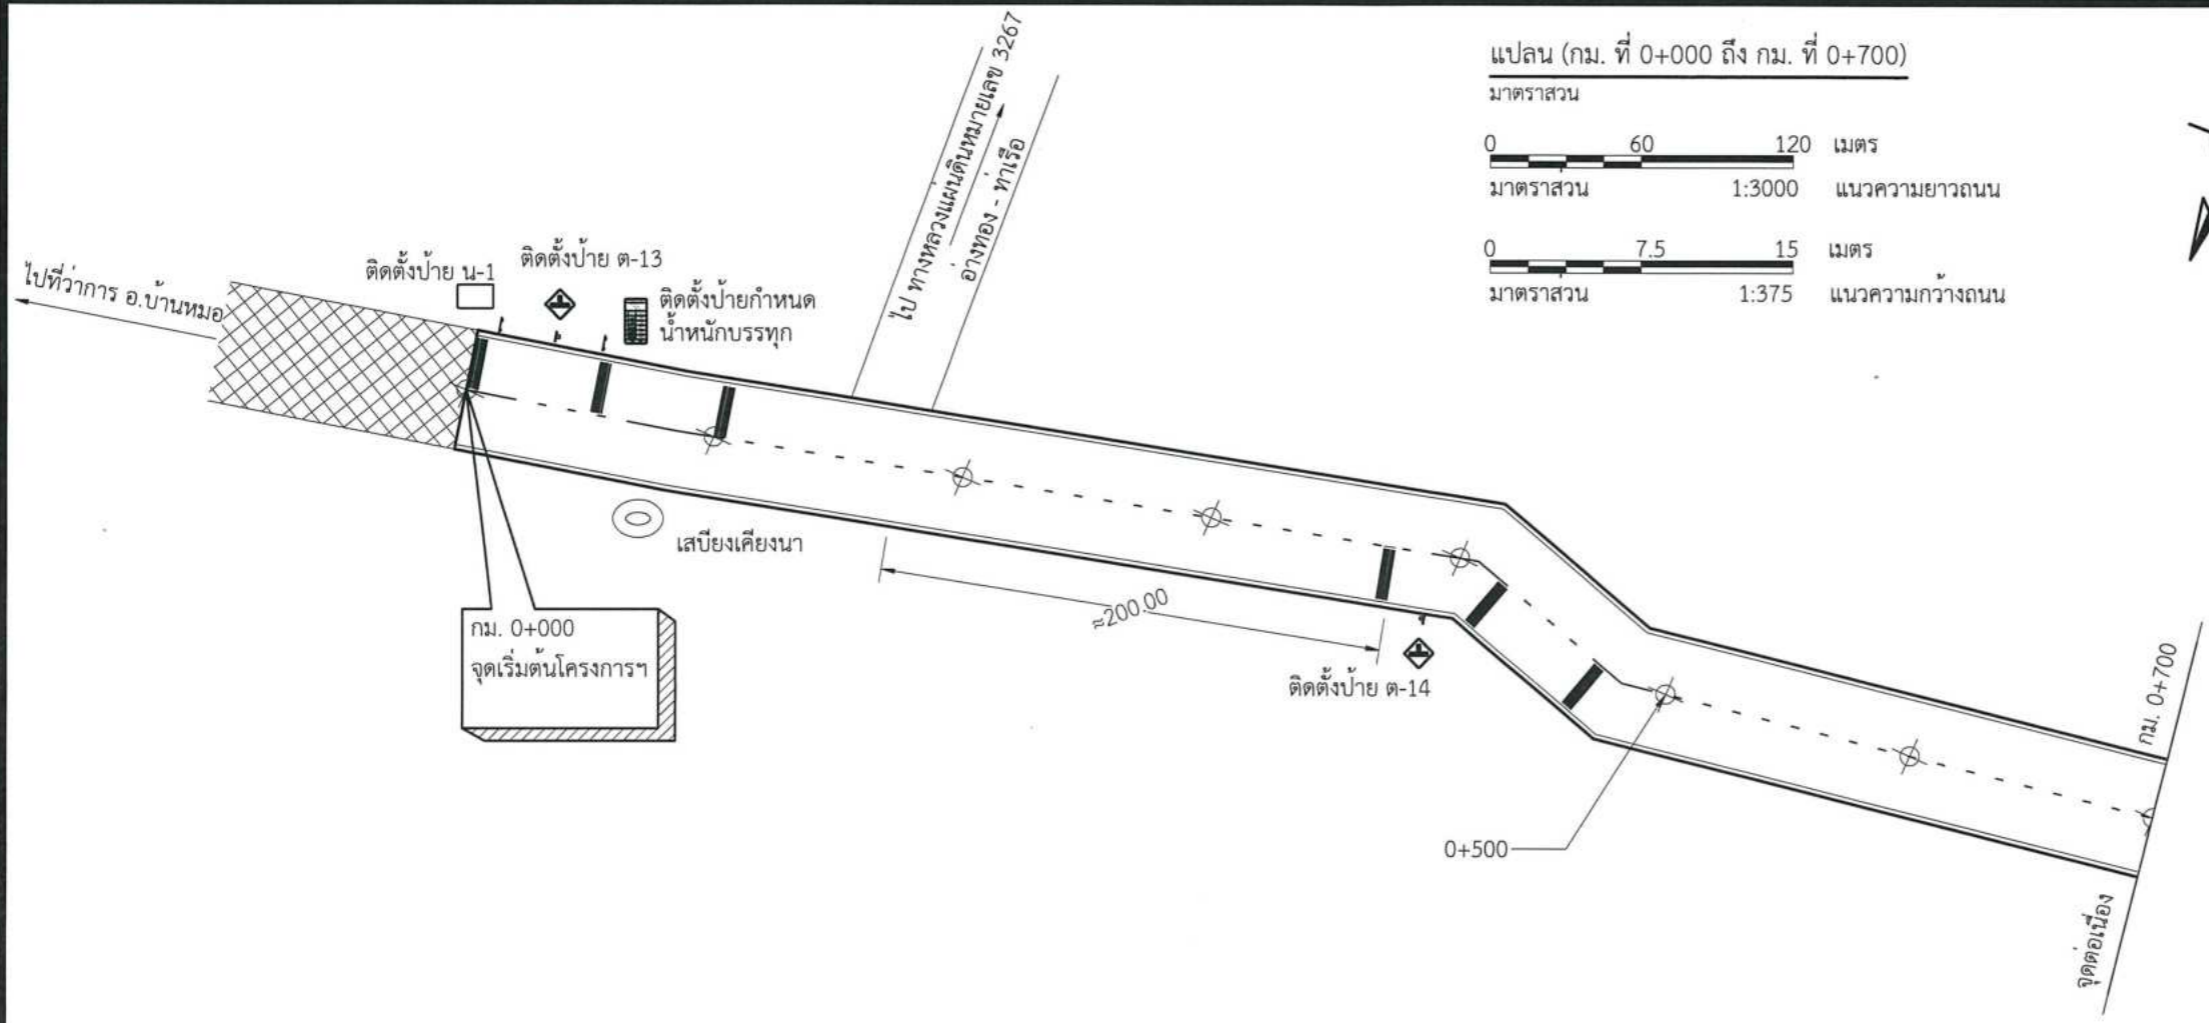 แปลน (กม. ที่ 0+000 ถึง กม. ที่ 0+700)
มาตราส่วน
0 60 120 เมตร
มาตราส่วน 1:3000 แนวความยาวถนน
0 7.5 15 เมตร
มาตราส่วน 1:375 แนวความกว้างถนน
ไปที่ว่าการ อ.บ้านหมอ
ติดตั้งป้าย น-1
ติดตั้งป้าย ต-13
ติดตั้งป้ายกำหนด
น้ำหนักบรรทุก
ไป ทางหลวงแผ่นดินหมายเลข 3267
อ่างทอง - ท่าเรือ
เสบียงเคียงนา
≈200.00
กม. 0+000
จุดเริ่มต้นโครงการฯ
ติดตั้งป้าย ต-14
0+500
กม. 0+700
จุดต่อเนื่อง